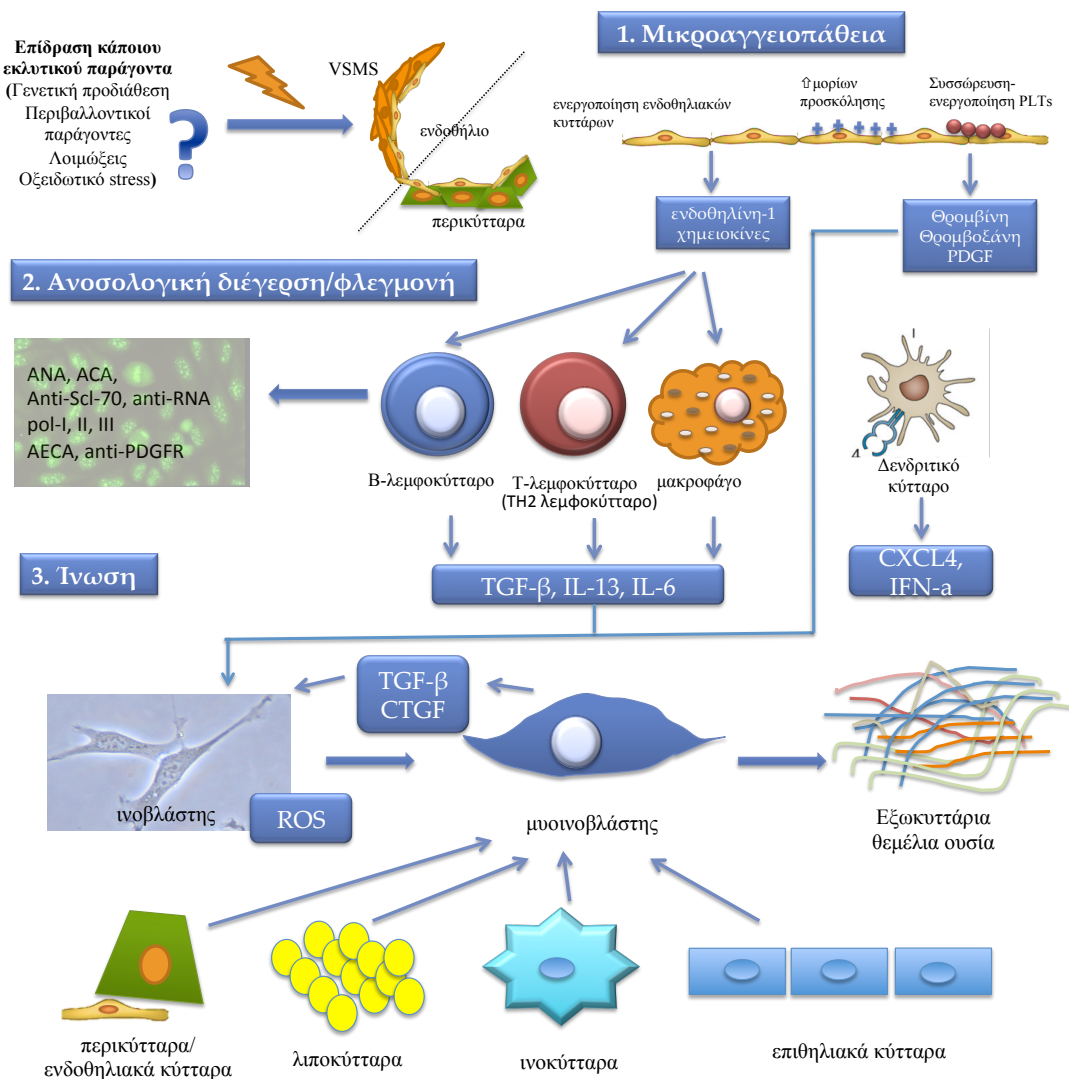 Επίδραση κάποιου
εκλυτικού παράγοντα
(Γενετική προδιάθεση
Περιβαλλοντικοί
παράγοντες
Λοιμώξεις
Οξειδωτικό stress)
?
VSMS
ενδοθήλιο
περικύτταρα
1. Μικροαγγειοπάθεια
ενεργοποίηση ενδοθηλιακών
κυττάρων
⇧μορίων
προσκόλησης
Συσσώρευση-
ενεργοποίηση PLTs
ενδοθηλίνη-1
χημειοκίνες
Θρομβίνη
Θρομβοξάνη
PDGF
2. Ανοσολογική διέγερση/φλεγμονή
ANA, ACA,
Anti-Scl-70, anti-RNA
pol-I, II, III
AECA, anti-PDGFR
Β-λεμφοκύτταρο
Τ-λεμφοκύτταρο
(TH2 λεμφοκύτταρο)
μακροφάγο
4
Δενδριτικό
κύτταρο
CXCL4,
IFN-a
TGF-β, IL-13, IL-6
3. Ίνωση
TGF-β
CTGF
ινοβλάστης
ROS
μυοινοβλάστης
Εξωκυττάρια
θεμέλια ουσία
περικύτταρα/
ενδοθηλιακά κύτταρα
λιποκύτταρα
ινοκύτταρα
επιθηλιακά κύτταρα